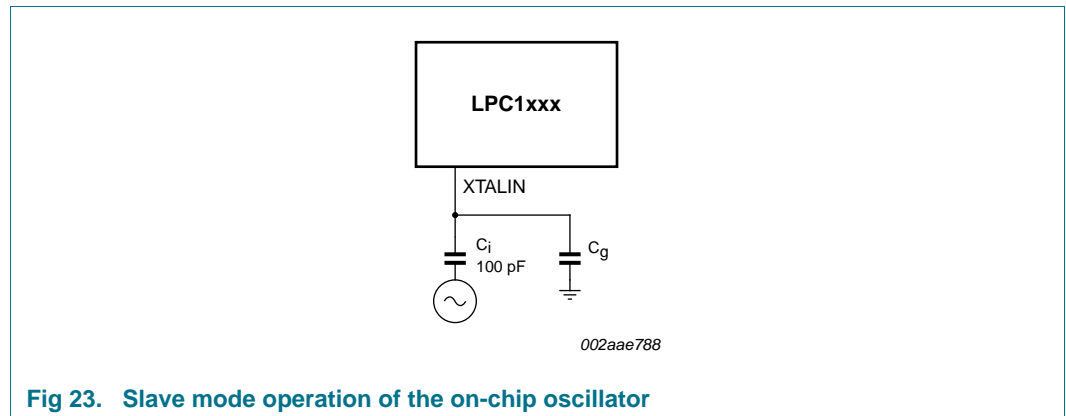 LPC1xxx
XTALIN
Ci
100 pF
Cg
002aae788
Fig 23. Slave mode operation of the on-chip oscillator